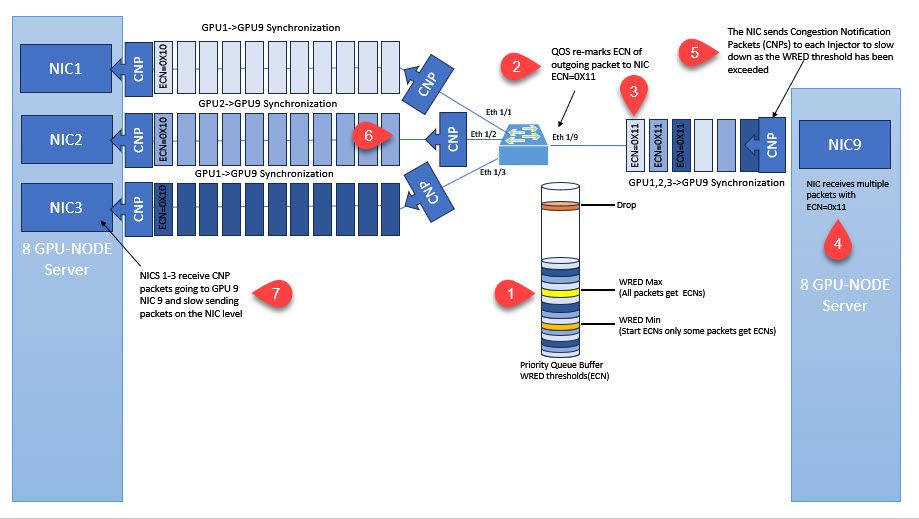 GPU1->GPU9 Synchronization
NIC1
CNP
ECN=0X10
CNP
GPU2->GPU9 Synchronization
NIC2
CNP
ECN=0X10
6
CNP
GPU1->GPU9 Synchronization
NIC3
CNP
ECN=0X10
CNP
8 GPU-NODE
Server
NICS 1-3 receive CNP
packets going to GPU 9
NIC 9 and slow sending
packets on the NIC level
7
Eth 1/1
Eth 1/2
Eth 1/3
Eth 1/9
2
QOS re-marks ECN of
outgoing packet to NIC
ECN=0X11
3
ECN=0X11
ECN=0X11
ECN=0X11
CNP
GPU1,2,3->GPU9 Synchronization
5
The NIC sends Congestion Notification
Packets (CNPs) to each Injector to slow
down as the WRED threshold has been
exceeded
NIC9
NIC receives multiple
packets with
ECN=0x11
4
8 GPU-NODE
Server
Drop
1
WRED Max
(All packets get ECNs)
WRED Min
(Start ECNs only some packets get ECNs)
Priority Queue Buffer
WRED thresholds(ECN)